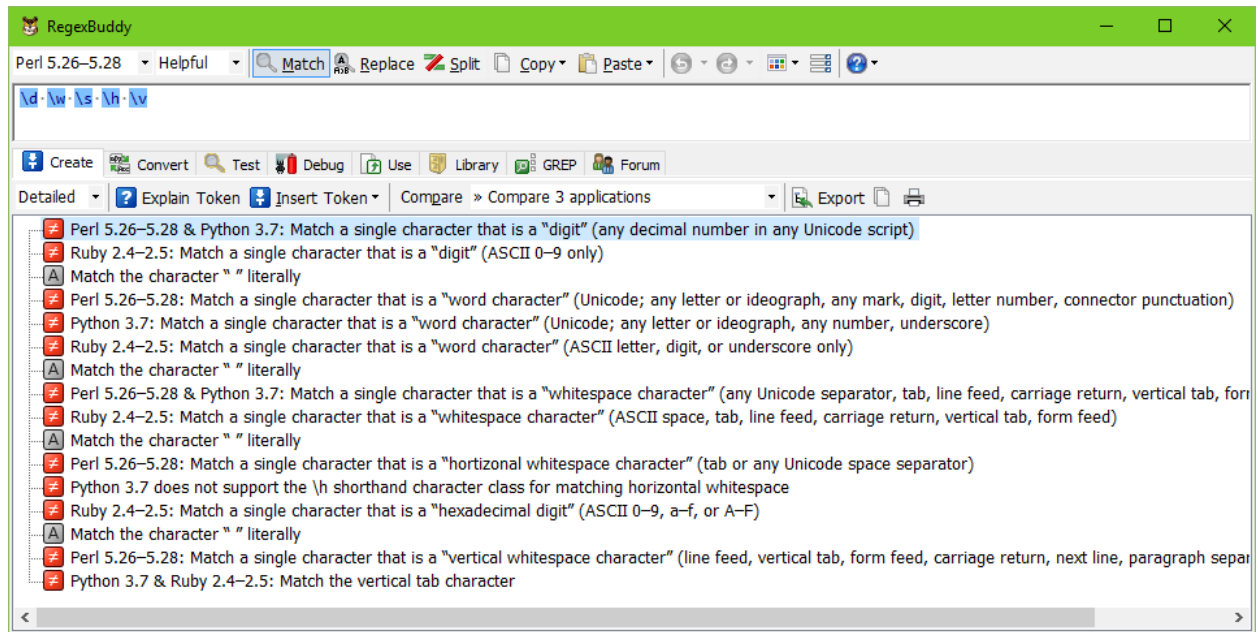 RegexBuddy
Perl 5.26–5.28 Helpful Match Replace Split Copy Paste
\d·\w·\s·\h·\v
Create Convert Test Debug Use Library GREP Forum
Detailed Explain Token Insert Token Compare » Compare 3 applications Export
Perl 5.26–5.28 & Python 3.7: Match a single character that is a “digit” (any decimal number in any Unicode script)
Ruby 2.4–2.5: Match a single character that is a “digit” (ASCII 0–9 only)
A Match the character “ ” literally
Perl 5.26–5.28: Match a single character that is a “word character” (Unicode; any letter or ideograph, any mark, digit, letter number, connector punctuation)
Python 3.7: Match a single character that is a “word character” (Unicode; any letter or ideograph, any number, underscore)
Ruby 2.4–2.5: Match a single character that is a “word character” (ASCII letter, digit, or underscore only)
A Match the character “ ” literally
Perl 5.26–5.28 & Python 3.7: Match a single character that is a “whitespace character” (any Unicode separator, tab, line feed, carriage return, vertical tab, for
Ruby 2.4–2.5: Match a single character that is a “whitespace character” (ASCII space, tab, line feed, carriage return, vertical tab, form feed)
A Match the character “ ” literally
Perl 5.26–5.28: Match a single character that is a “hortizonal whitespace character” (tab or any Unicode space separator)
Python 3.7 does not support the \h shorthand character class for matching horizontal whitespace
Ruby 2.4–2.5: Match a single character that is a “hexadecimal digit” (ASCII 0–9, a–f, or A–F)
A Match the character “ ” literally
Perl 5.26–5.28: Match a single character that is a “vertical whitespace character” (line feed, vertical tab, form feed, carriage return, next line, paragraph separ
Python 3.7 & Ruby 2.4–2.5: Match the vertical tab character